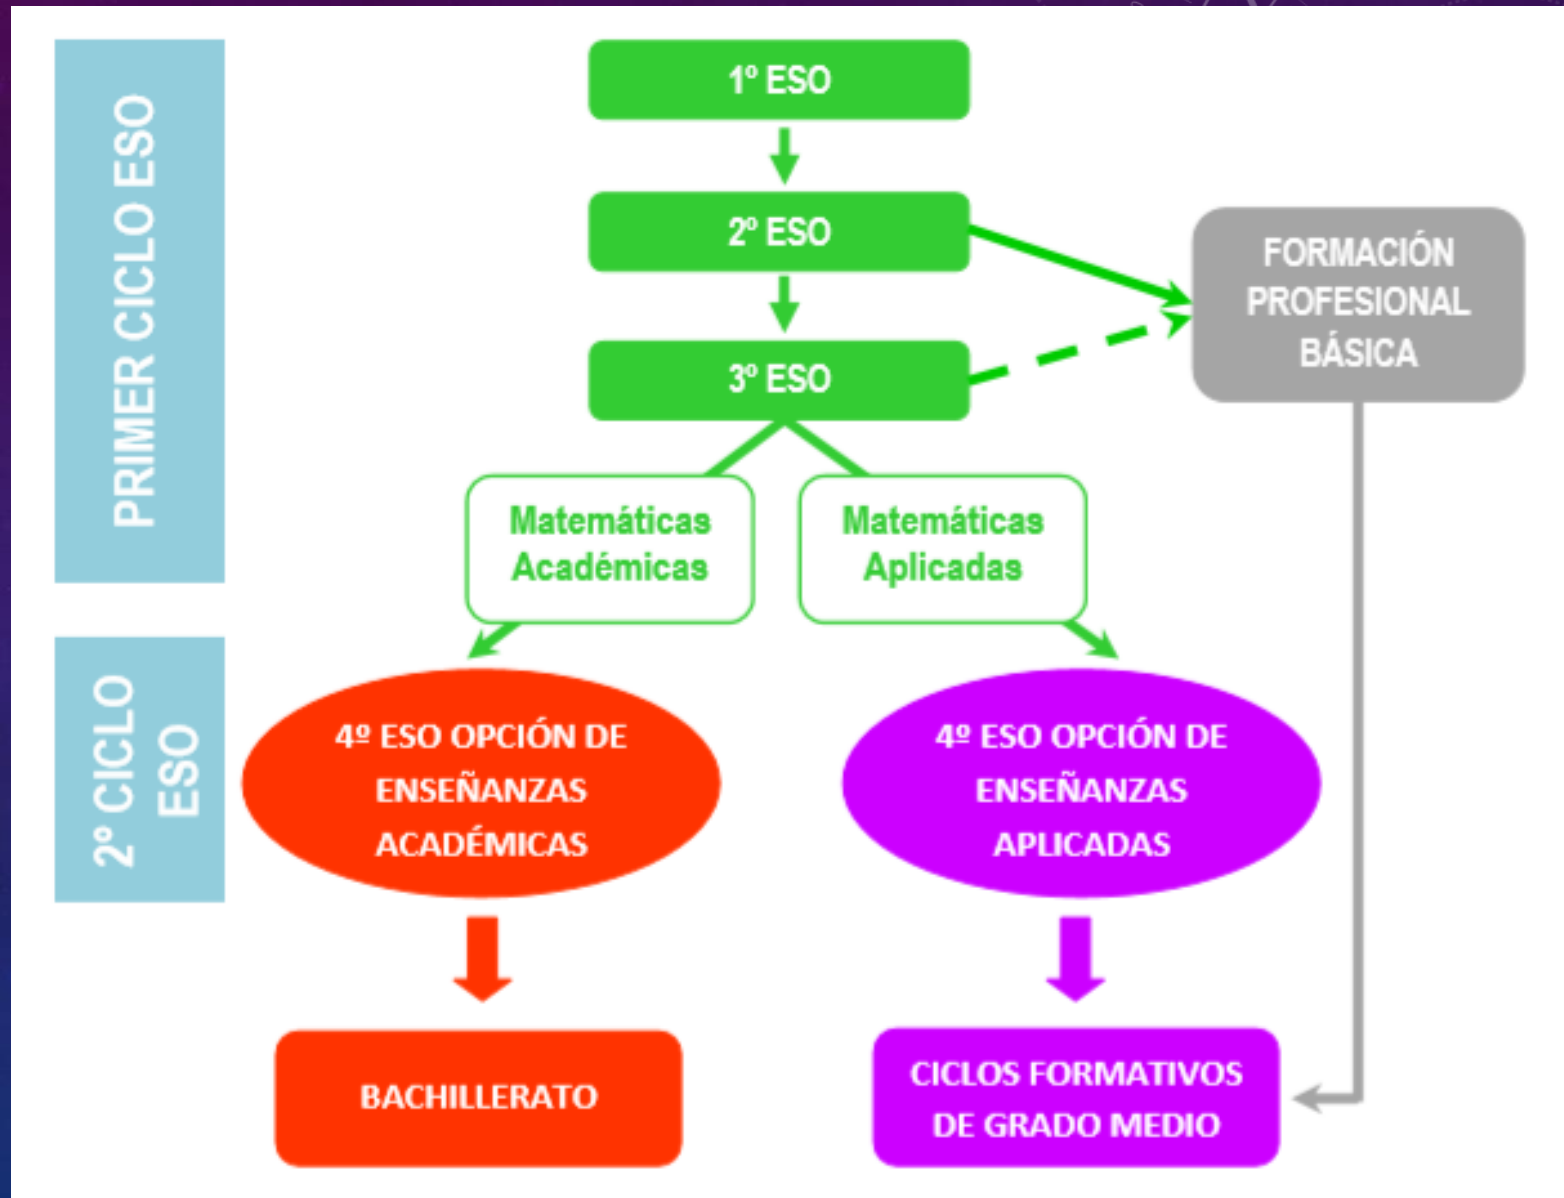 PRIMER CICLO ESO
1º ESO
2º ESO
3º ESO
FORMACIÓN
PROFESIONAL
BÁSICA
Matemáticas
Académicas
Matemáticas
Aplicadas
2º CICLO
ESO
4º ESO OPCIÓN DE
ENSEÑANZAS
ACADÉMICAS
4º ESO OPCIÓN DE
ENSEÑANZAS
APLICADAS
BACHILLERATO
CICLOS FORMATIVOS
DE GRADO MEDIO